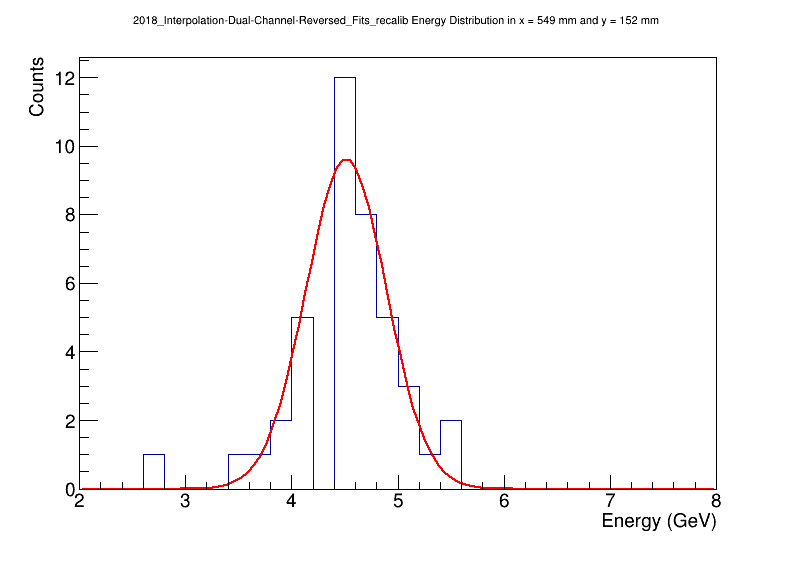 2018_Interpolation-Dual-Channel-Reversed_Fits_recalib Energy Distribution in x = 549 mm and y = 152 mm
Counts
12
10
8
6
4
2
0
2 3 4 5 6 7 8
Energy (GeV)